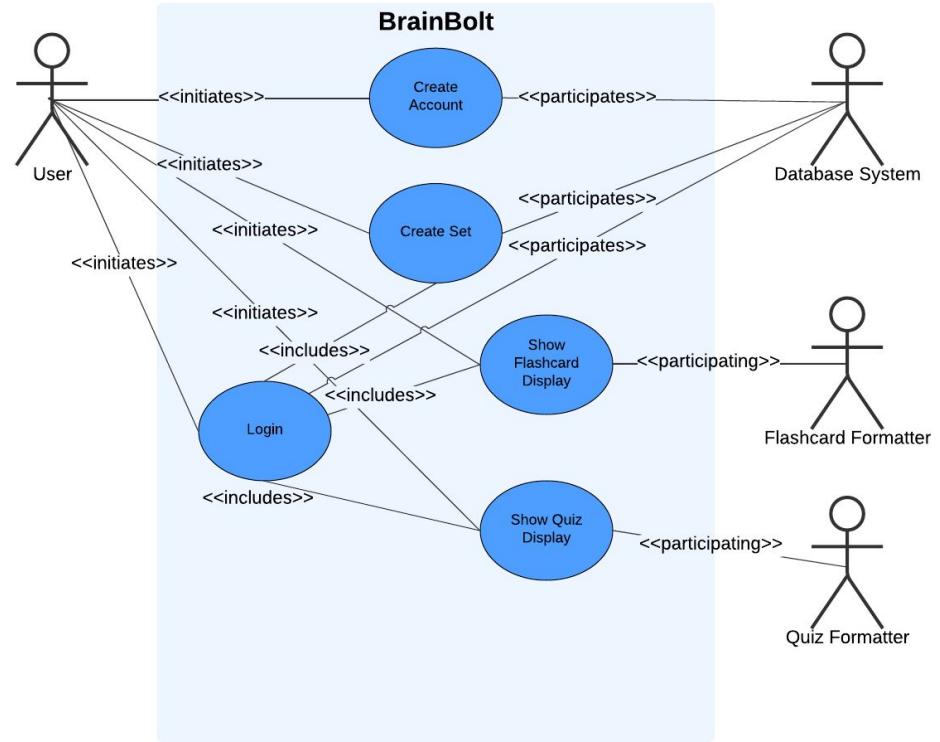 BrainBolt
Create
Account
<<initiates>>
<<participates>>
User
Database System
<<initiates>>
<<participates>>
Create Set
<<initiates>>
<<participates>>
<<initiates>>
<<initiates>>
<<includes>>
Show
Flashcard
Display
<<participating>>
<<includes>>
Login
Flashcard Formatter
<<includes>>
Show Quiz
Display
<<participating>>
Quiz Formatter